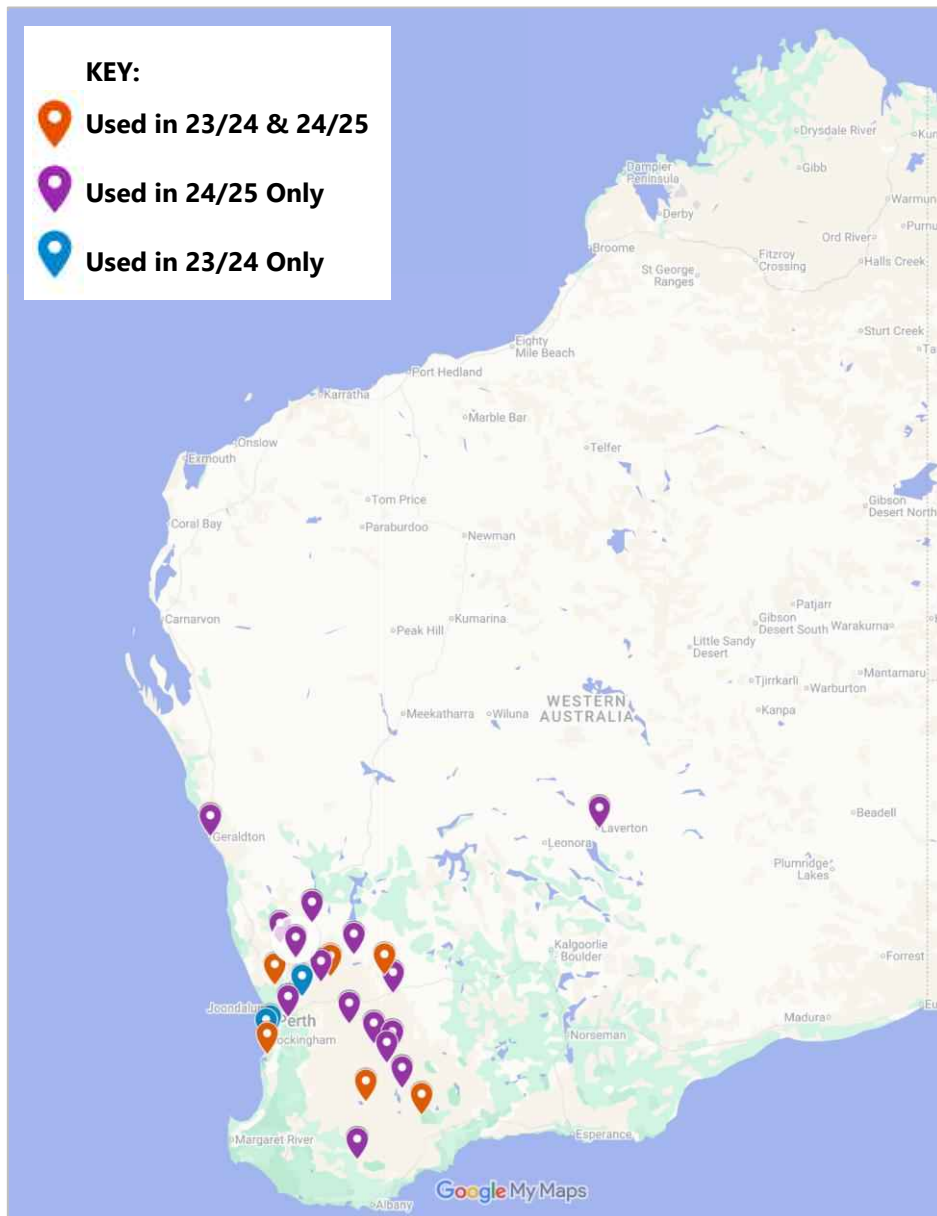 KEY:
Used in 23/24 & 24/25
Used in 24/25 Only
Used in 23/24 Only
Drysdale River
Kun
Gibb
Dampier
Peninsula
Derby
Warmun
Purnu
Ord River
Broome
Fitzroy
Crossing
Halls Creek
St George
Ranges
Sturt Creek
Eighty
Mile Beach
Ta
Port Hedland
Karratha
Marble Bar
Onslow
Telfer
Exmouth
Tom Price
Gibson
Desert North
Coral Bay
Paraburdoo
Newman
Patjarr
Carnarvon
Kumarina
Gibson
Desert South
Warakurna
Peak Hill
Little Sandy
Desert
Mantamaru
Tjirrkarli
Warburton
WESTERN
AUSTRALIA
Kanpa
Meekatharra
Wiluna
Beadell
Laverton
Geraldton
Leonora
Plumridge
Lakes
Kalgoorlie
Boulder
Forrest
Joondalu
Perth
Eu
Madura
ockingham
Norseman
Margaret River
Esperance
Google My Maps
Albany